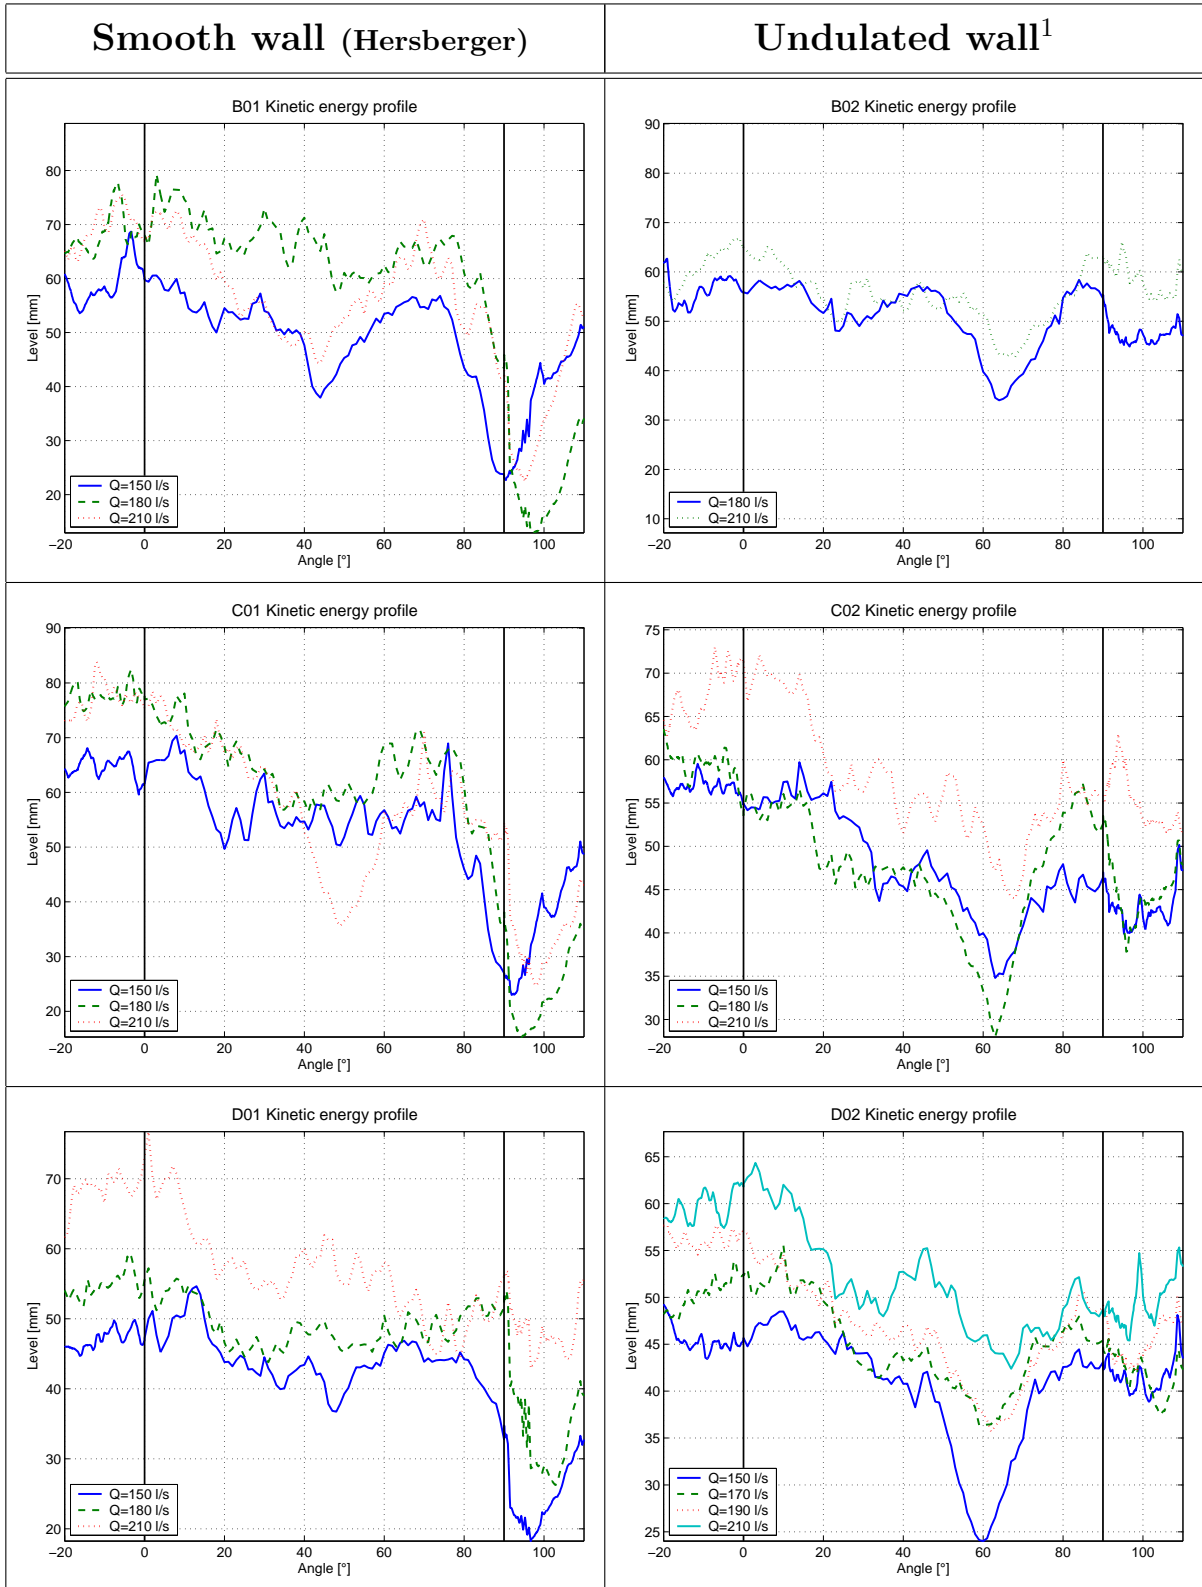 Smooth wall (Hersberger)
Undulated wall¹
B01 Kinetic energy profile
Level [mm]
80
70
60
50
40
30
20
Q=150 l/s
Q=180 l/s
Q=210 l/s
−20 0 20 40 60 80 100
Angle [°]
B02 Kinetic energy profile
Level [mm]
90
80
70
60
50
40
30
20
10
Q=180 l/s
Q=210 l/s
−20 0 20 40 60 80 100
Angle [°]
C01 Kinetic energy profile
Level [mm]
90
80
70
60
50
40
30
20
Q=150 l/s
Q=180 l/s
Q=210 l/s
−20 0 20 40 60 80 100
Angle [°]
C02 Kinetic energy profile
Level [mm]
75
70
65
60
55
50
45
40
35
30
Q=150 l/s
Q=180 l/s
Q=210 l/s
−20 0 20 40 60 80 100
Angle [°]
D01 Kinetic energy profile
Level [mm]
70
60
50
40
30
20
Q=150 l/s
Q=180 l/s
Q=210 l/s
−20 0 20 40 60 80 100
Angle [°]
D02 Kinetic energy profile
Level [mm]
65
60
55
50
45
40
35
30
25
Q=150 l/s
Q=170 l/s
Q=190 l/s
Q=210 l/s
−20 0 20 40 60 80 100
Angle [°]